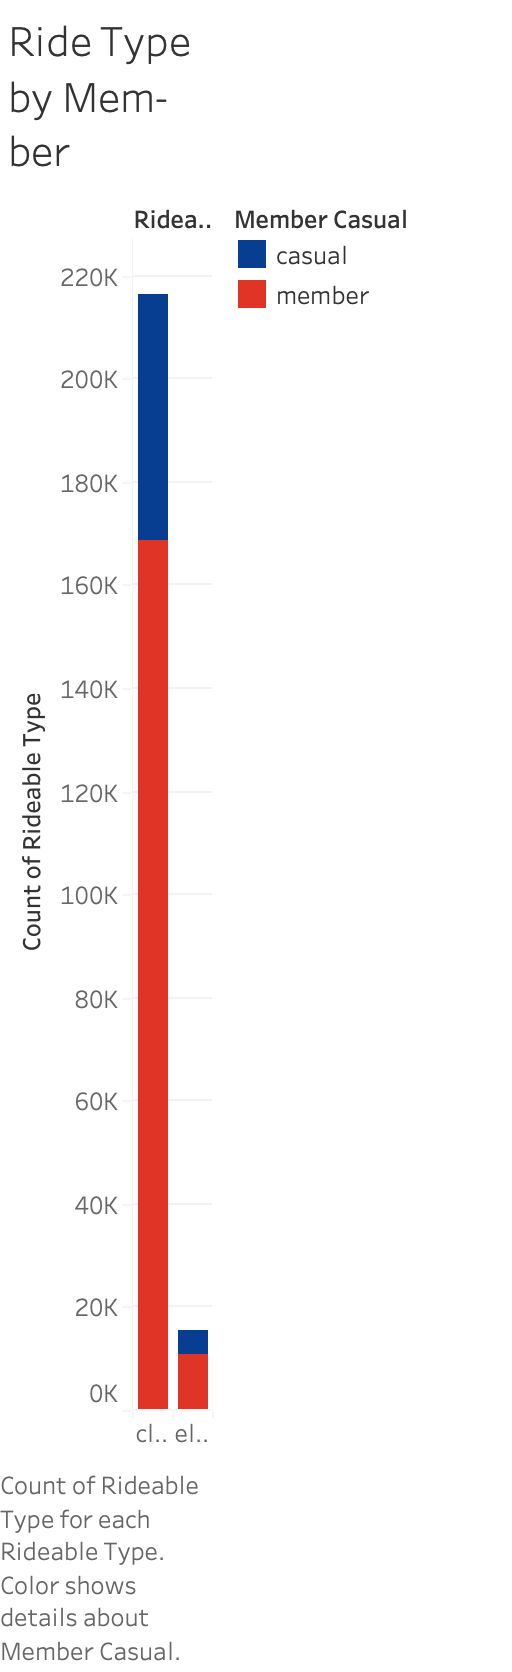 Ride Type
by Mem-
ber
Ridea..
Member Casual
casual
member
220K
200K
180K
160K
140K
120K
100K
80K
60K
40K
20K
0K
Count of Rideable Type
cl.. el..
Count of Rideable
Type for each
Rideable Type.
Color shows
details about
Member Casual.